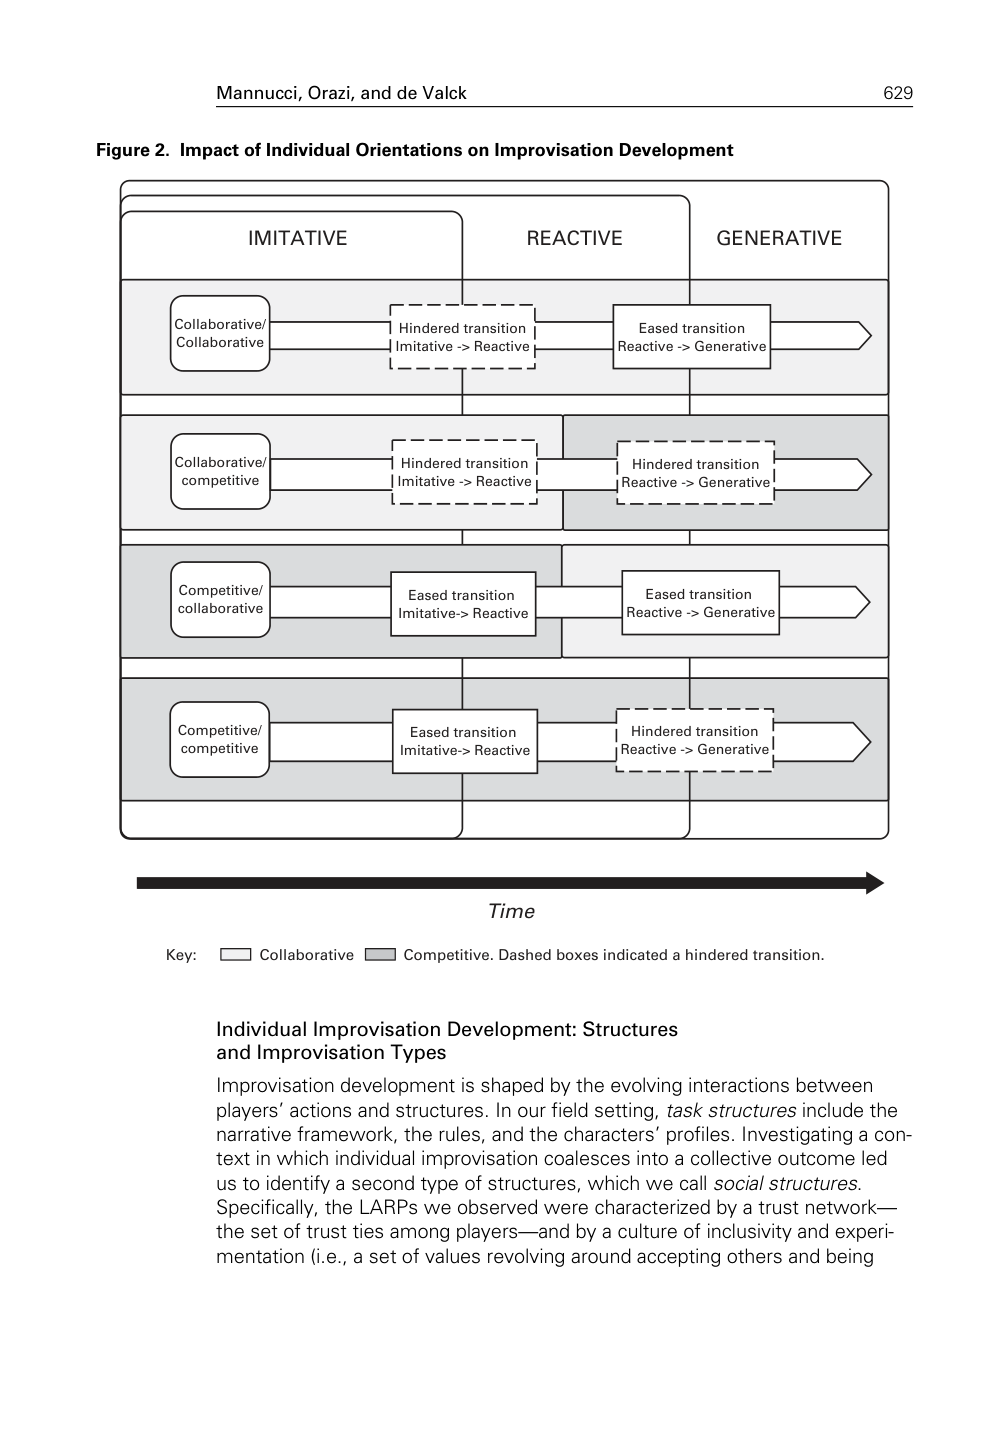 Mannucci, Orazi, and de Valck 629
Figure 2. Impact of Individual Orientations on Improvisation Development
IMITATIVE REACTIVE GENERATIVE
Collaborative/
Collaborative
Hindered transition
Imitative -> Reactive
Eased transition
Reactive -> Generative
Collaborative/
competitive
Hindered transition
Imitative -> Reactive
Hindered transition
Reactive -> Generative
Competitive/
collaborative
Eased transition
Imitative-> Reactive
Eased transition
Reactive -> Generative
Competitive/
competitive
Eased transition
Imitative-> Reactive
Hindered transition
Reactive -> Generative
Time
Key: Collaborative Competitive. Dashed boxes indicated a hindered transition.
Individual Improvisation Development: Structures
and Improvisation Types
Improvisation development is shaped by the evolving interactions between
players’ actions and structures. In our field setting, task structures include the
narrative framework, the rules, and the characters’ profiles. Investigating a con-
text in which individual improvisation coalesces into a collective outcome led
us to identify a second type of structures, which we call social structures.
Specifically, the LARPs we observed were characterized by a trust network—
the set of trust ties among players—and by a culture of inclusivity and experi-
mentation (i.e., a set of values revolving around accepting others and being